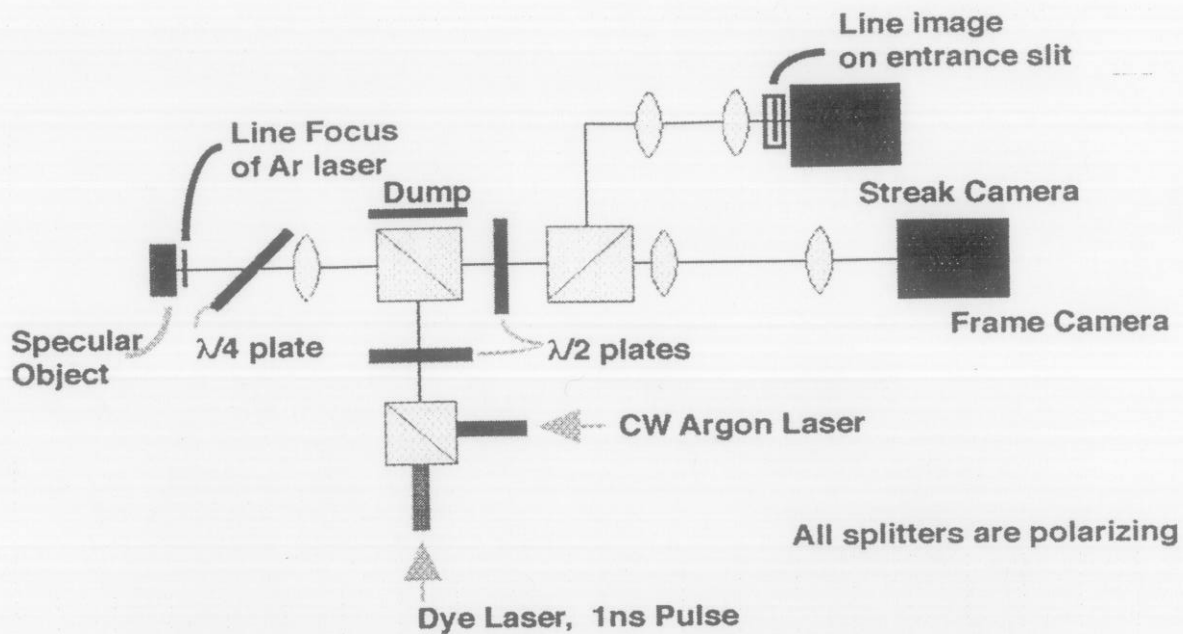 Line image
on entrance slit
Line Focus
of Ar laser
Dump
Streak Camera
Specular
Object
λ/4 plate
λ/2 plates
Frame Camera
CW Argon Laser
All splitters are polarizing
Dye Laser, 1ns Pulse